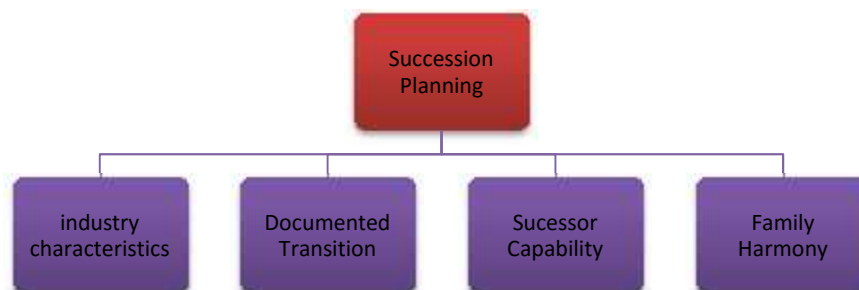 Succession
Planning
industry
characteristics
Documented
Transition
Sucessor
Capability
Family
Harmony